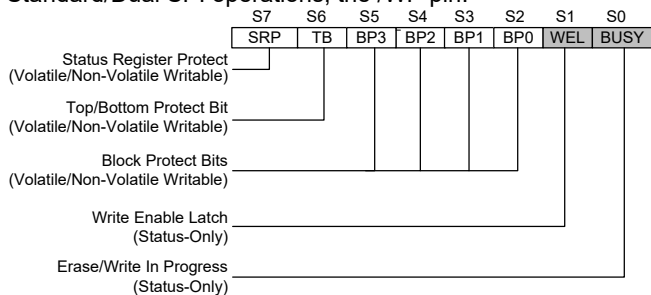 Standard/Dual SPI operations, the /WP pin.
S7 S6 S5 S4 S3 S2 S1 S0
SRP TB BP3 BP2 BP1 BP0 WEL BUSY
Status Register Protect
(Volatile/Non-Volatile Writable)
Top/Bottom Protect Bit
(Volatile/Non-Volatile Writable)
Block Protect Bits
(Volatile/Non-Volatile Writable)
Write Enable Latch
(Status-Only)
Erase/Write In Progress
(Status-Only)